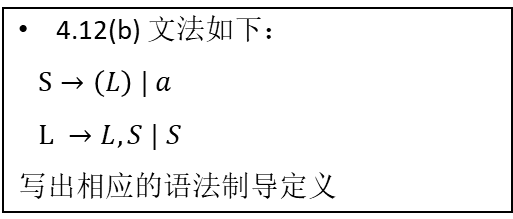 • 4.12(b) 文法如下：
S → (L) | a
L → L, S | S
写出相应的语法制导定义